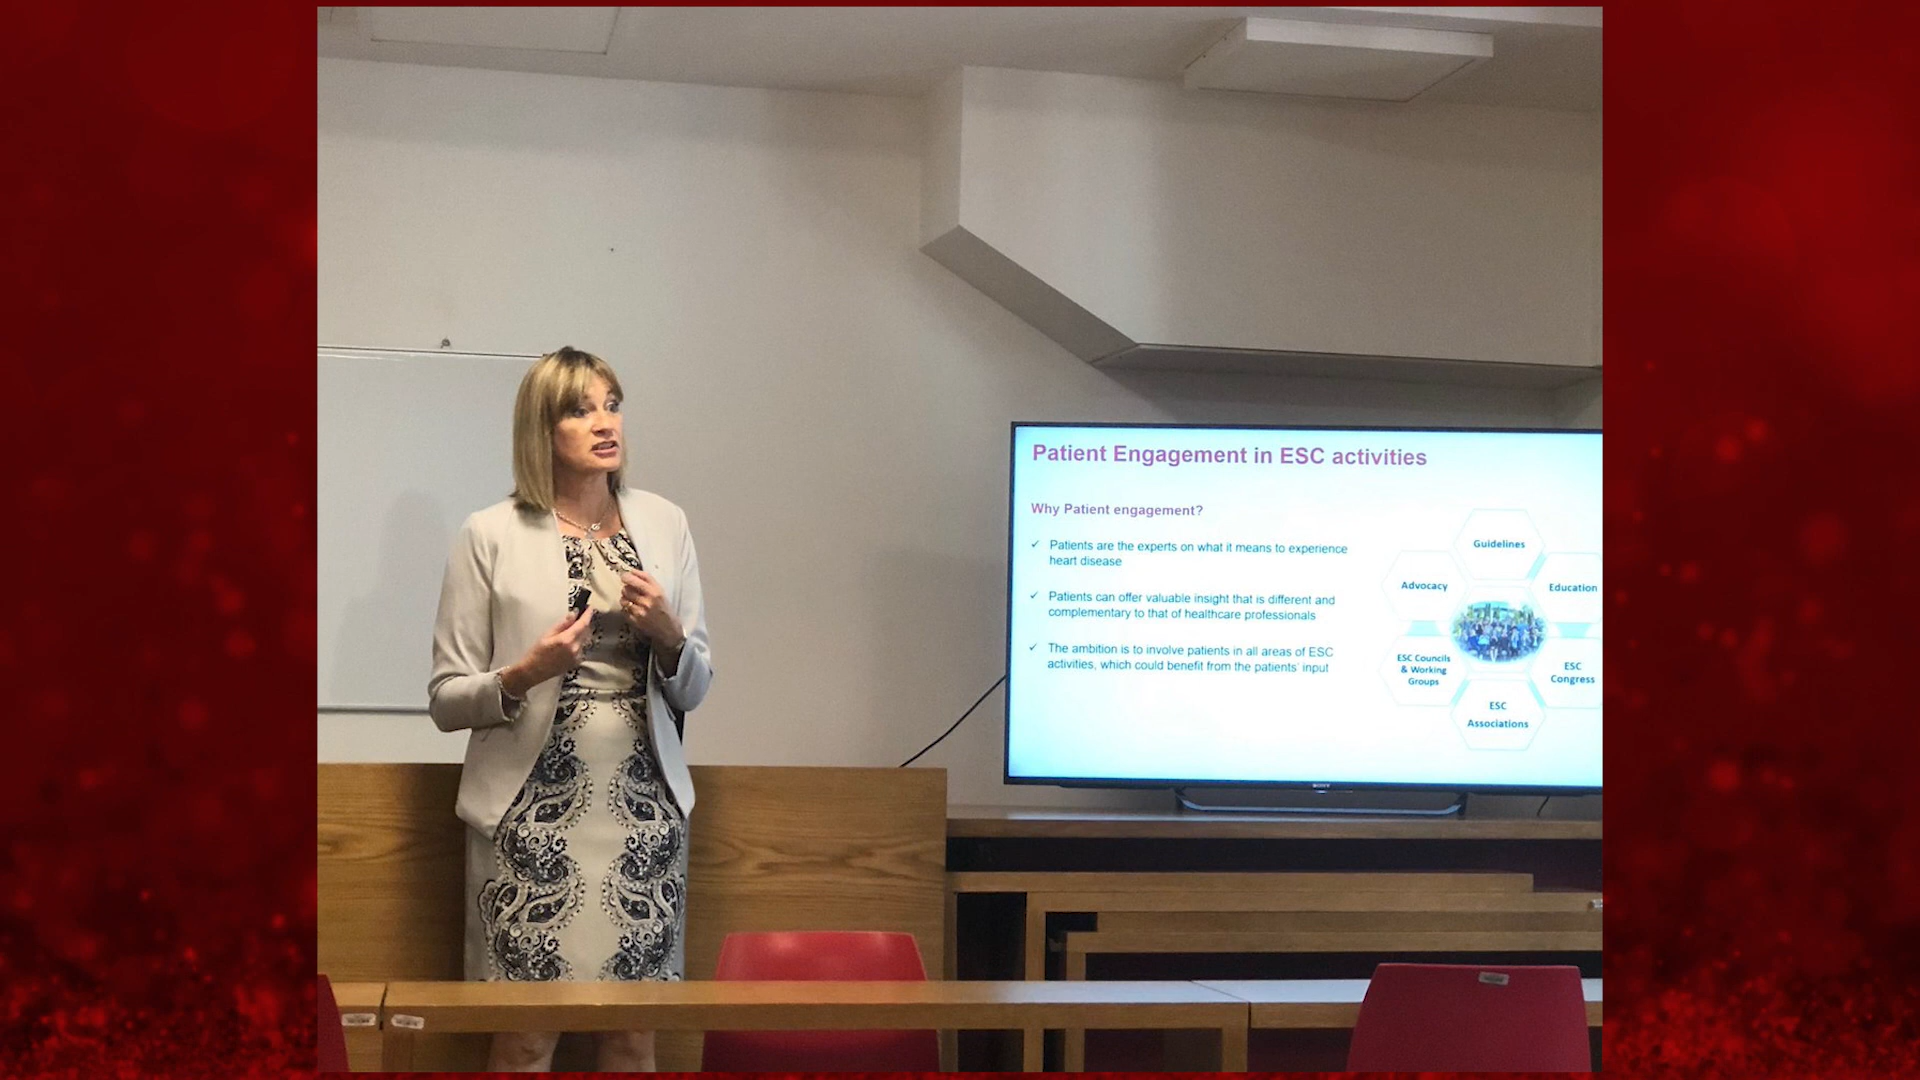 Patient Engagement in ESC activities
Why Patient engagement?
✓ Patients are the experts on what it means to experience
heart disease
✓ Patients can offer valuable insight that is different and
complementary to that of healthcare professionals
✓ The ambition is to involve patients in all areas of ESC
activities, which could benefit from the patients' input
Guidelines
Advocacy
Education
ESC Councils
& Working
Groups
ESC
Congress
ESC
Associations
SONY